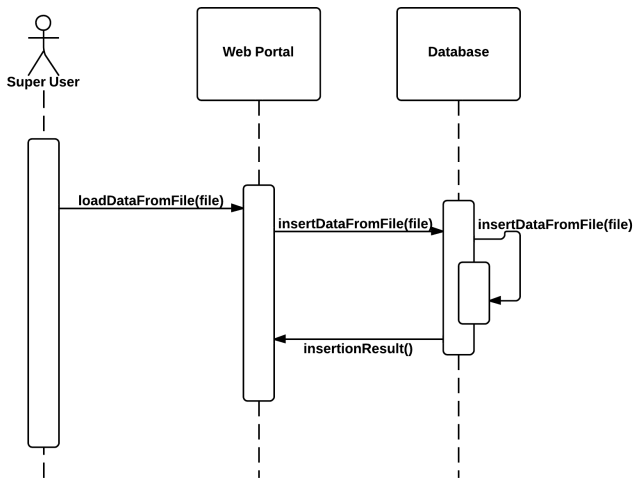 Super User
Web Portal
Database
loadDataFromFile(file)
insertDataFromFile(file)
insertDataFromFile(file)
insertionResult()